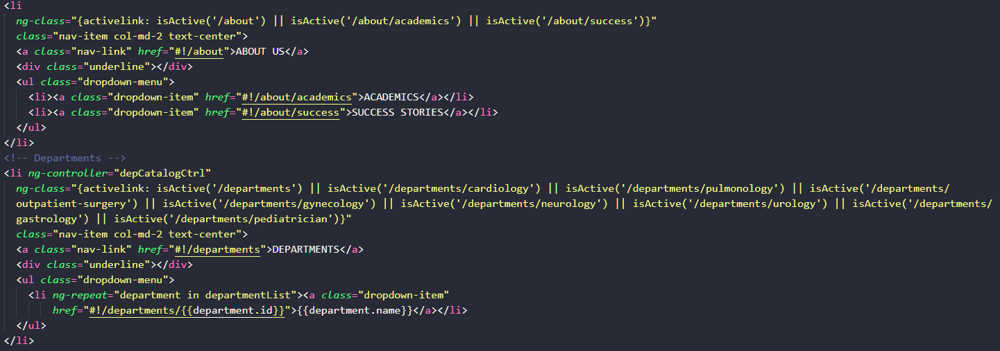 <li
ng-class="{activelink: isActive('/about') || isActive('/about/academics') || isActive('/about/success')}"
class="nav-item col-md-2 text-center">
<a class="nav-link" href="#!/about">ABOUT US</a>
<div class="underline"></div>
<ul class="dropdown-menu">
<li><a class="dropdown-item" href="#!/about/academics">ACADEMICS</a></li>
<li><a class="dropdown-item" href="#!/about/success">SUCCESS STORIES</a></li>
</ul>
</li>
<!-- Departments -->
<li ng-controller="depCatalogCtrl"
ng-class="{activelink: isActive('/departments') || isActive('/departments/cardiology') || isActive('/departments/pulmonology') || isActive('/departments/
outpatient-surgery') || isActive('/departments/gynecology') || isActive('/departments/neurology') || isActive('/departments/urology') || isActive('/departments/
gastrology') || isActive('/departments/pediatrician')}"
class="nav-item col-md-2 text-center">
<a class="nav-link" href="#!/departments">DEPARTMENTS</a>
<div class="underline"></div>
<ul class="dropdown-menu">
<li ng-repeat="department in departmentList"><a class="dropdown-item"
href="#!/departments/{{department.id}}">{{department.name}}</a></li>
</ul>
</li>